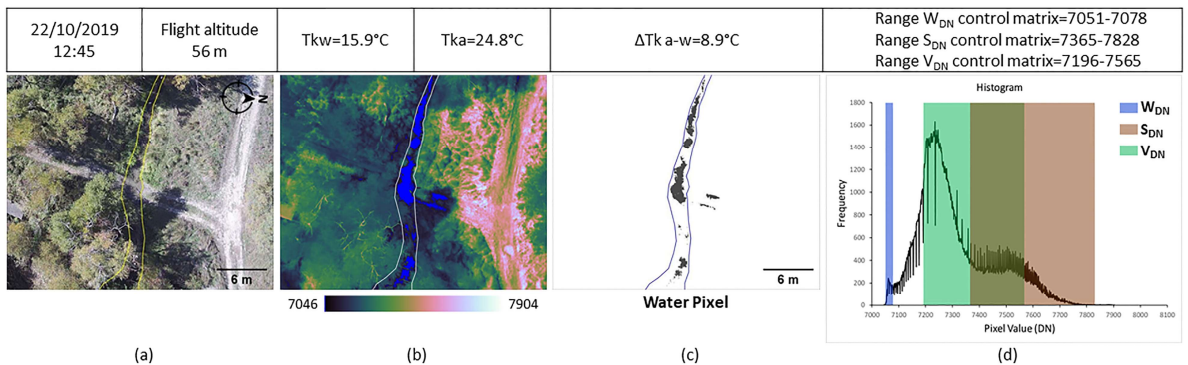 22/10/2019
12:45
Flight altitude
56 m
Tkw=15.9°C
Tka=24.8°C
ΔTk a-w=8.9°C
Range WDN control matrix=7051-7078
Range SDN control matrix=7365-7828
Range VDN control matrix=7196-7565
N
6 m
7046
7904
6 m
Water Pixel
Histogram
Frequency
1800
1600
1400
1200
1000
800
600
400
200
0
7000 7100 7200 7300 7400 7500 7600 7700 7800 7900 8000
Pixel Value (DN)
WDN
SDN
VDN
(a)
(b)
(c)
(d)